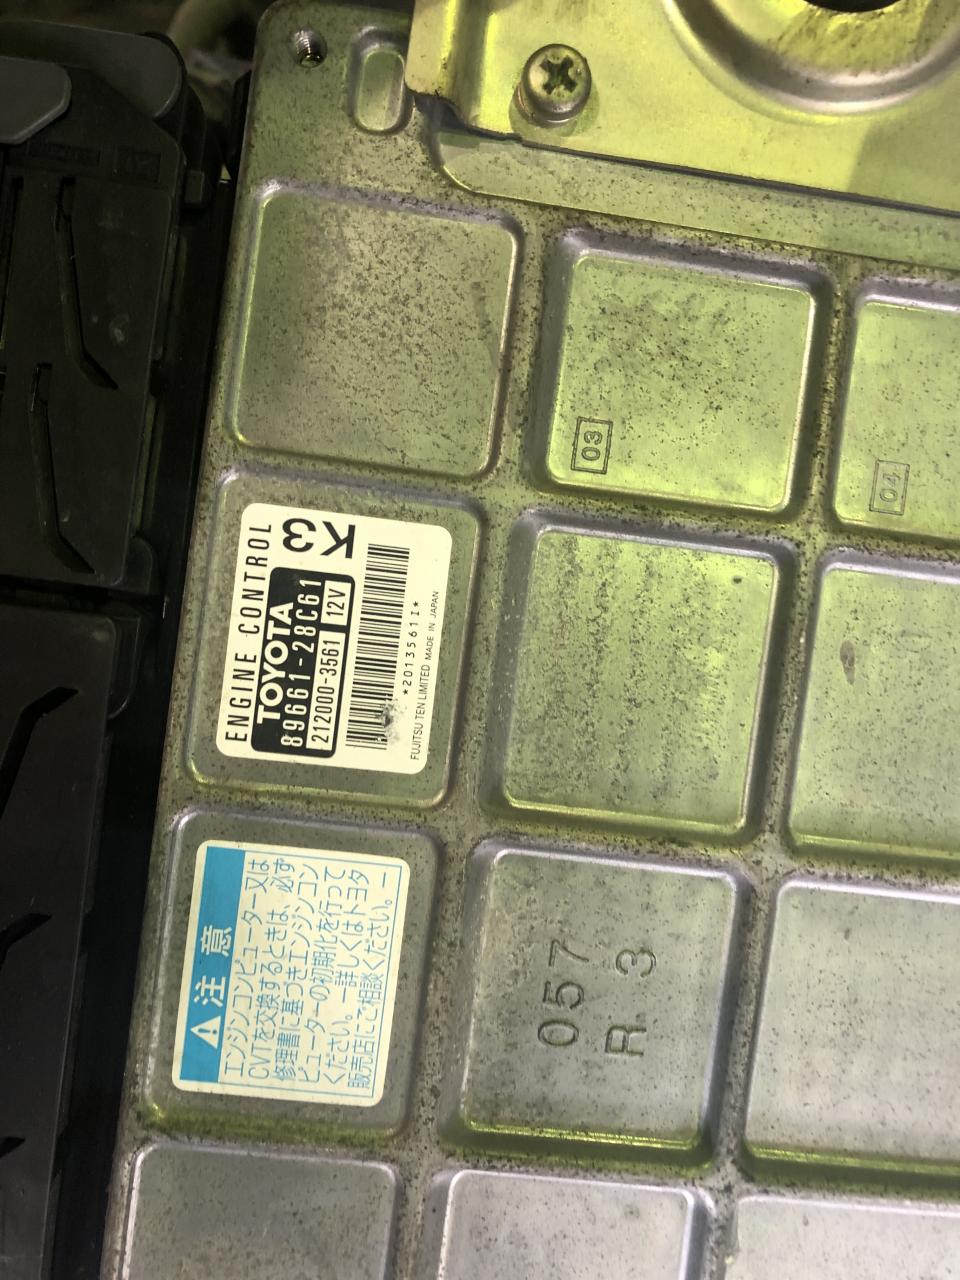 03
04
ENGINE CONTROL
K3
TOYOTA
89661-28C61
212000-3561 12V
*2013561I*
FUJITSU TEN LIMITED MADE IN JAPAN
注意
エンジンコンピューター又は
CVTを交換するときは、必ず
修理書に基づきエンジンコン
ピューターの初期化を行って
ください。ー詳しくはトヨタ
販売店にご相談ください。ー
057
R 3